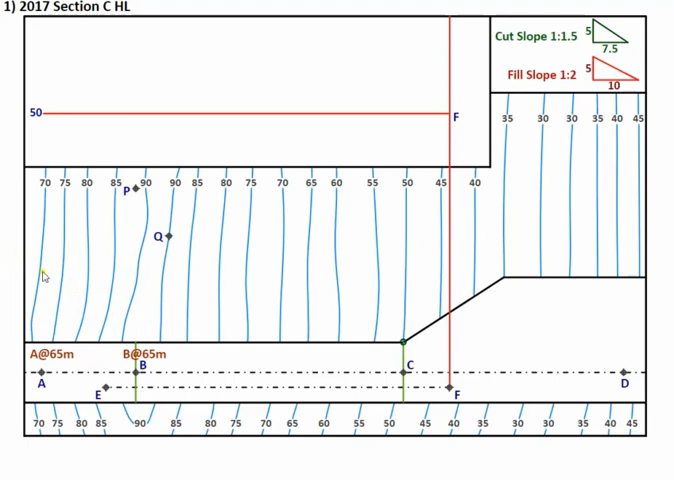 1) 2017 Section C HL
Cut Slope 1:1.5
5
7.5
Fill Slope 1:2
5
10
50
F
35 30 30 35 40 45
70 75 80 85 90 90 85 80 75 70 65 60 55 50 45 40
P
Q
A@65m B@65m
B C
A D
E F
70 75 80 85 90 85 80 75 70 65 60 55 50 45 40 35 30 30 35 40 45